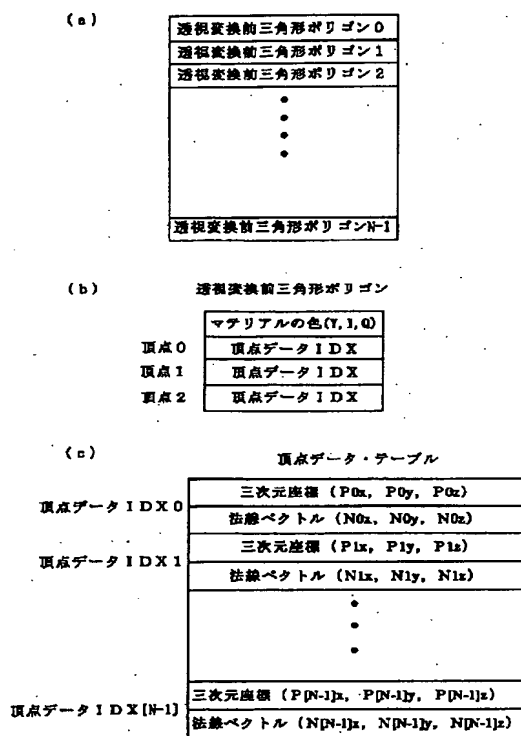 (a)
透視変換前三角形ポリゴン0
透視変換前三角形ポリゴン1
透視変換前三角形ポリゴン2
透視変換前三角形ポリゴンN-1
(b) 透視変換前三角形ポリゴン
マテリアルの色(Y, I, Q)
頂点0 頂点データIDX
頂点1 頂点データIDX
頂点2 頂点データIDX
(c) 頂点データ・テーブル
頂点データIDX0
三次元座標 (P0x, P0y, P0z)
法線ベクトル (N0x, N0y, N0z)
頂点データIDX1
三次元座標 (P1x, P1y, P1z)
法線ベクトル (N1x, N1y, N1z)
頂点データIDX[N-1]
三次元座標 (P[N-1]x, P[N-1]y, P[N-1]z)
法線ベクトル (N[N-1]x, N[N-1]y, N[N-1]z)